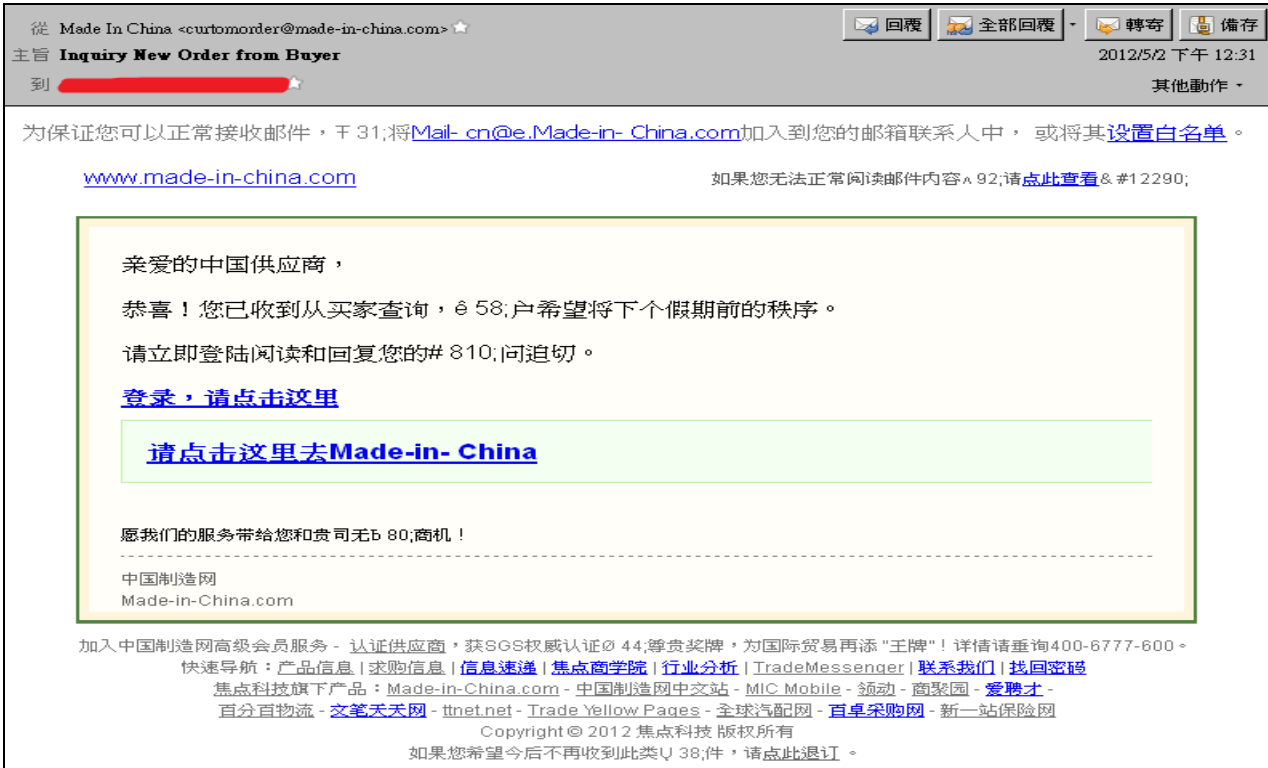 從 Made In China <curtomorder@made-in-china.com> 回覆 全部回覆 轉寄 備存
主旨 Inquiry New Order from Buyer 2012/5/2 下午 12:31
到 其他動作
为保证您可以正常接收邮件，〒31;将Mail- cn@e.Made-in- China.com加入到您的邮箱联系人中， 或将其设置白名单。
www.made-in-china.com 如果您无法正常阅读邮件内容ʌ 92;请点此查看& #12290;
亲爱的中国供应商，
恭喜！您已收到从买家查询，ê 58;户希望将下个假期前的秩序。
请立即登陆阅读和回复您的# 810;问迫切。
登录，请点击这里
请点击这里去Made-in- China
愿我们的服务带给您和贵司无Ь 80;商机！
中国制造网
Made-in-China.com
加入中国制造网高级会员服务 - 认证供应商，获SGS权威认证Ø 44;尊贵奖牌，为国际贸易再添 "王牌"！详情请垂询400-6777-600。
快速导航：产品信息 | 求购信息 | 信息速递 | 焦点商学院 | 行业分析 | TradeMessenger | 联系我们 | 找回密码
焦点科技旗下产品：Made-in-China.com - 中国制造网中文站 - MIC Mobile - 领动 - 商聚园 - 爱聘才 -
百分百物流 - 文笔天天网 - ttnet.net - Trade Yellow Pages - 全球汽配网 - 百卓采购网 - 新一站保险网
Copyright © 2012 焦点科技 版权所有
如果您希望今后不再收到此类Џ 38;件，请点此退订 。